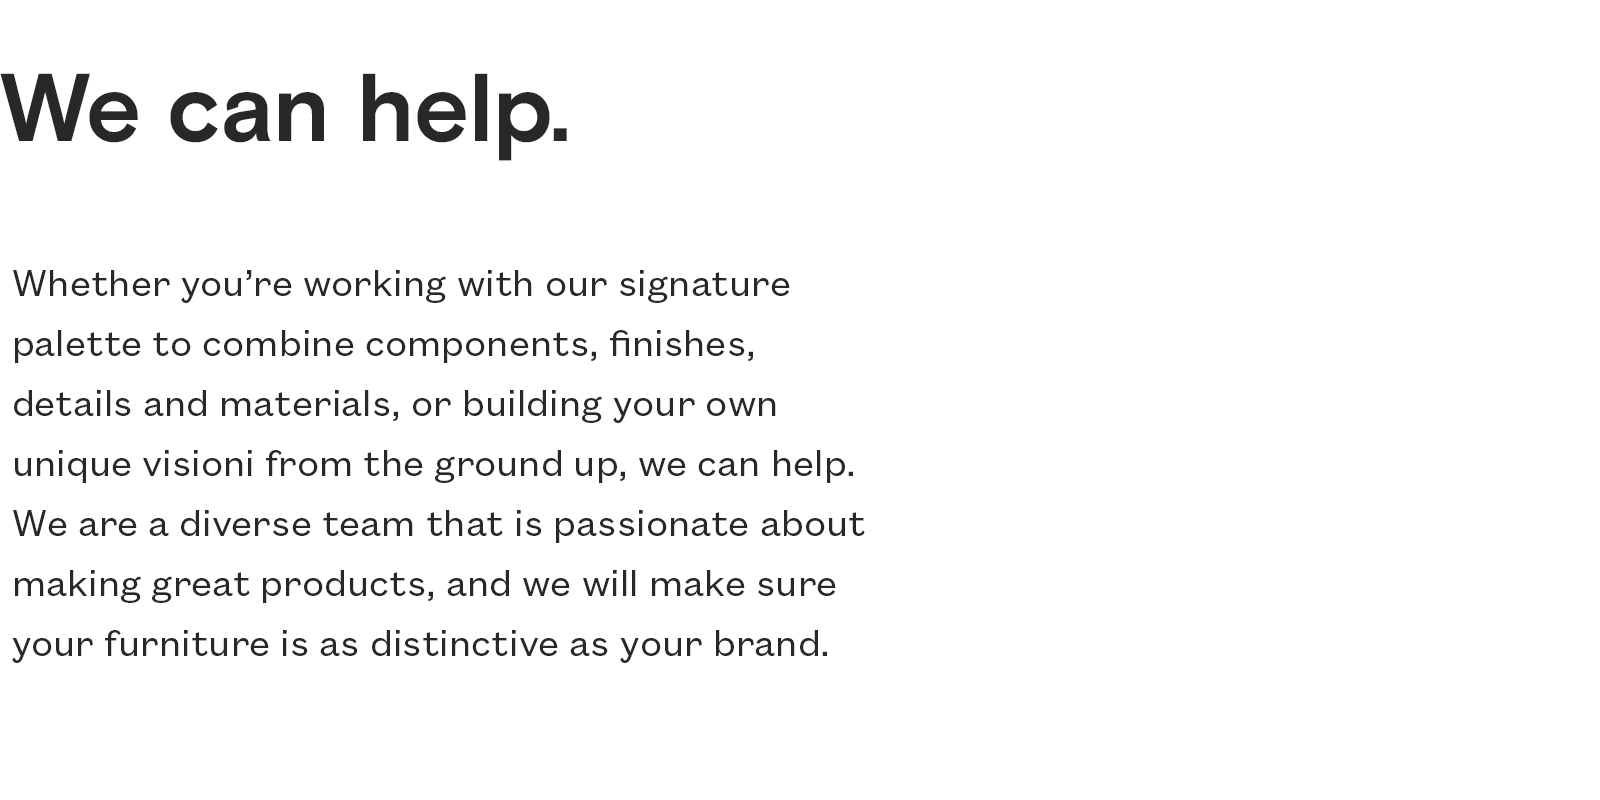 We can help.
Whether you’re working with our signature
palette to combine components, finishes,
details and materials, or building your own
unique visioni from the ground up, we can help.
We are a diverse team that is passionate about
making great products, and we will make sure
your furniture is as distinctive as your brand.